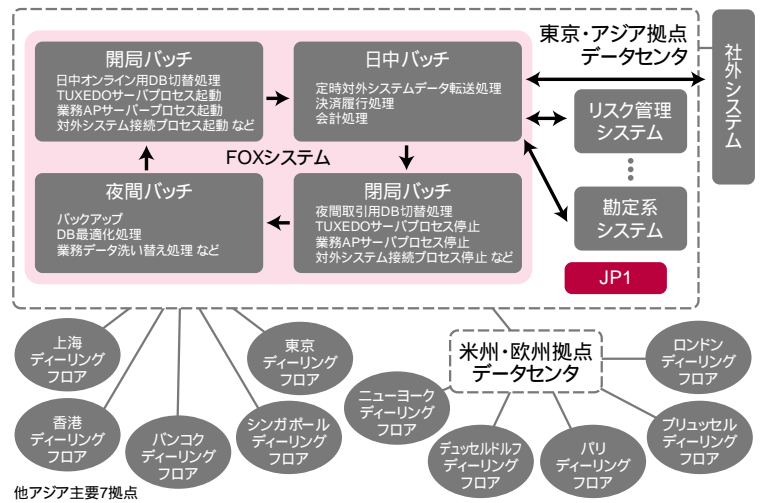 開局バッチ
日中オンライン用DB切替処理
TUXEDOサーバプロセス起動
業務APサーバープロセス起動
対外システム接続プロセス起動 など
日中バッチ
定時対外システムデータ転送処理
決済履行処理
会計処理
東京・アジア拠点
データセンタ
社外システム
リスク管理
システム
FOXシステム
夜間バッチ
バックアップ
DB最適化処理
業務データ洗い替え処理 など
閉局バッチ
夜間取引用DB切替処理
TUXEDOサーバプロセス停止
業務APサーバプロセス停止
対外システム接続プロセス停止 など
勘定系
システム
JP1
上海
ディーリング
フロア
東京
ディーリング
フロア
米州・欧州拠点
データセンタ
ロンドン
ディーリング
フロア
香港
ディーリング
フロア
バンコク
ディーリング
フロア
シンガポール
ディーリング
フロア
ニューヨーク
ディーリング
フロア
デュッセルドルフ
ディーリング
フロア
パリ
ディーリング
フロア
ブリュッセル
ディーリング
フロア
他アジア主要7拠点